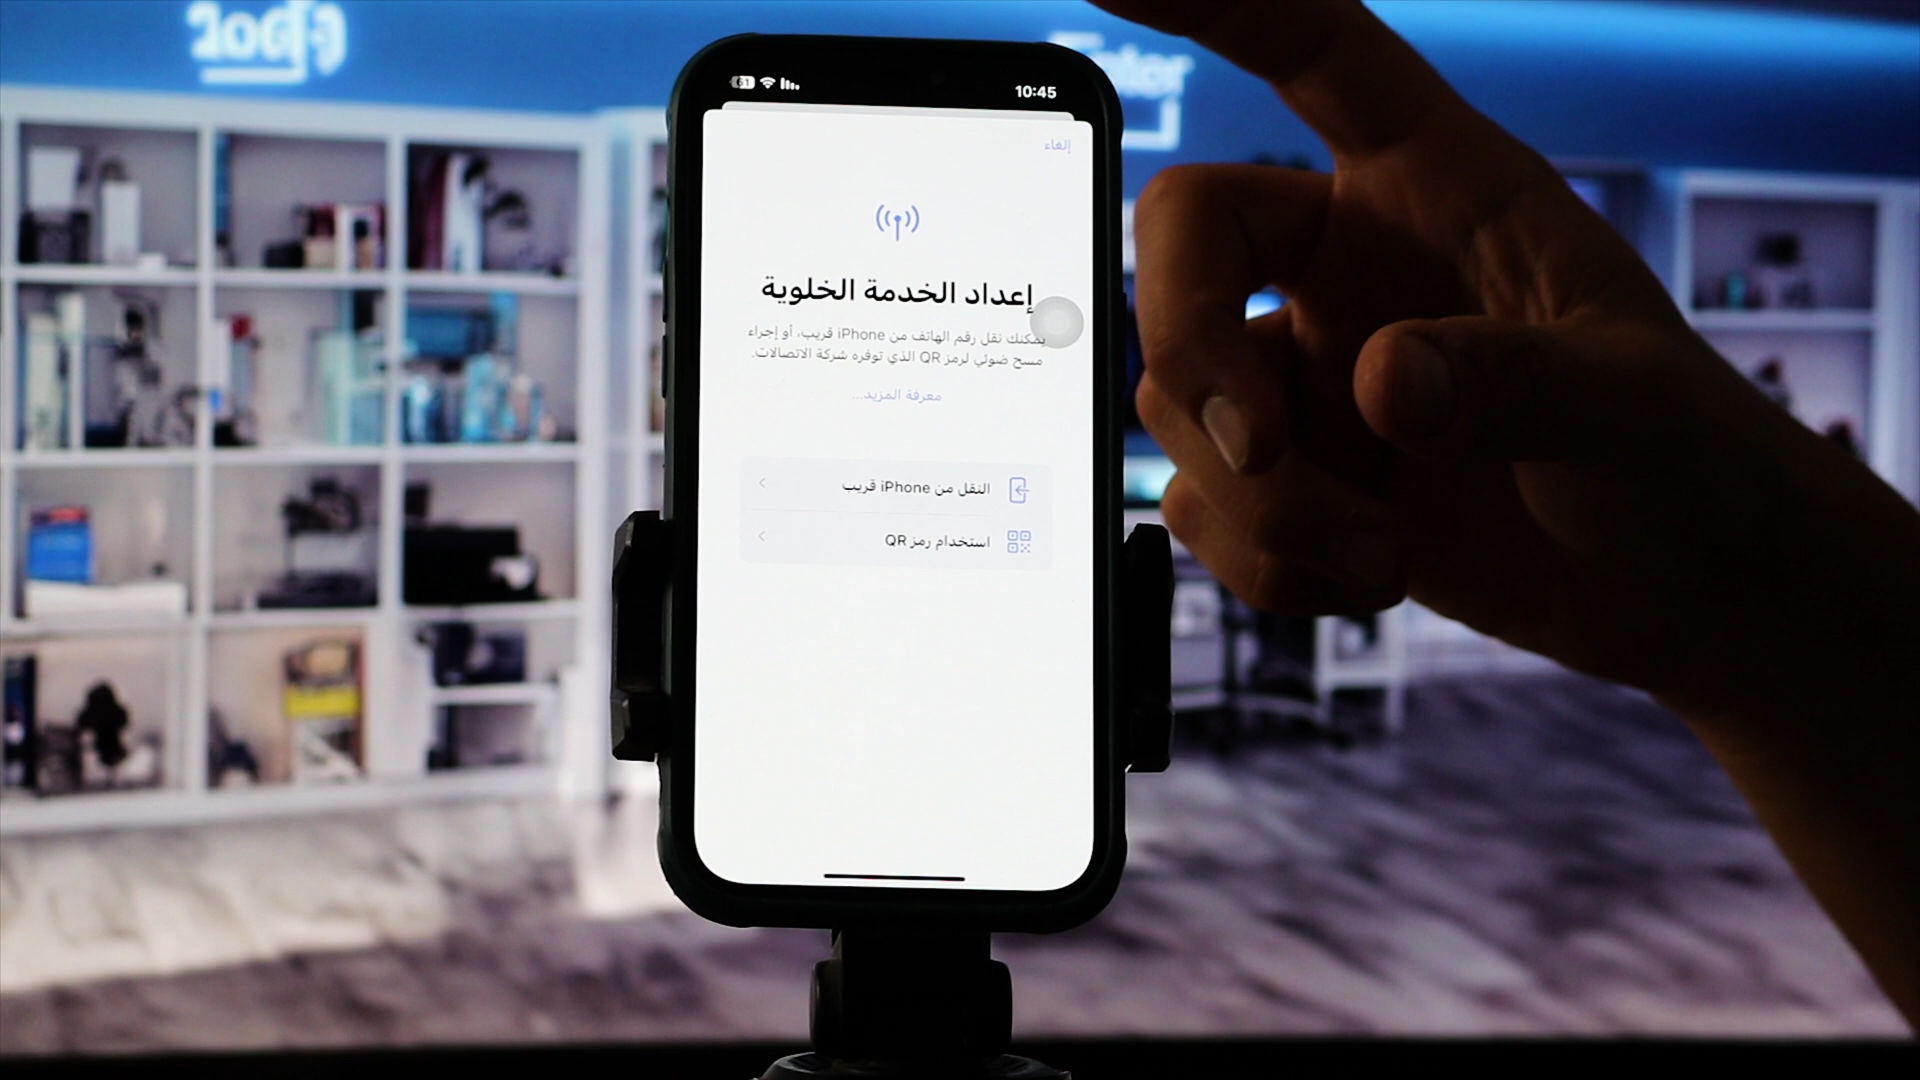 10:45
61
إلغاء
إعداد الخدمة الخلوية
يمكنك نقل رقم الهاتف من iPhone قريب، أو إجراء
مسح ضوئي لرمز QR الذي توفره شركة الاتصالات.
معرفة المزيد...
النقل من iPhone قريب
استخدام رمز QR